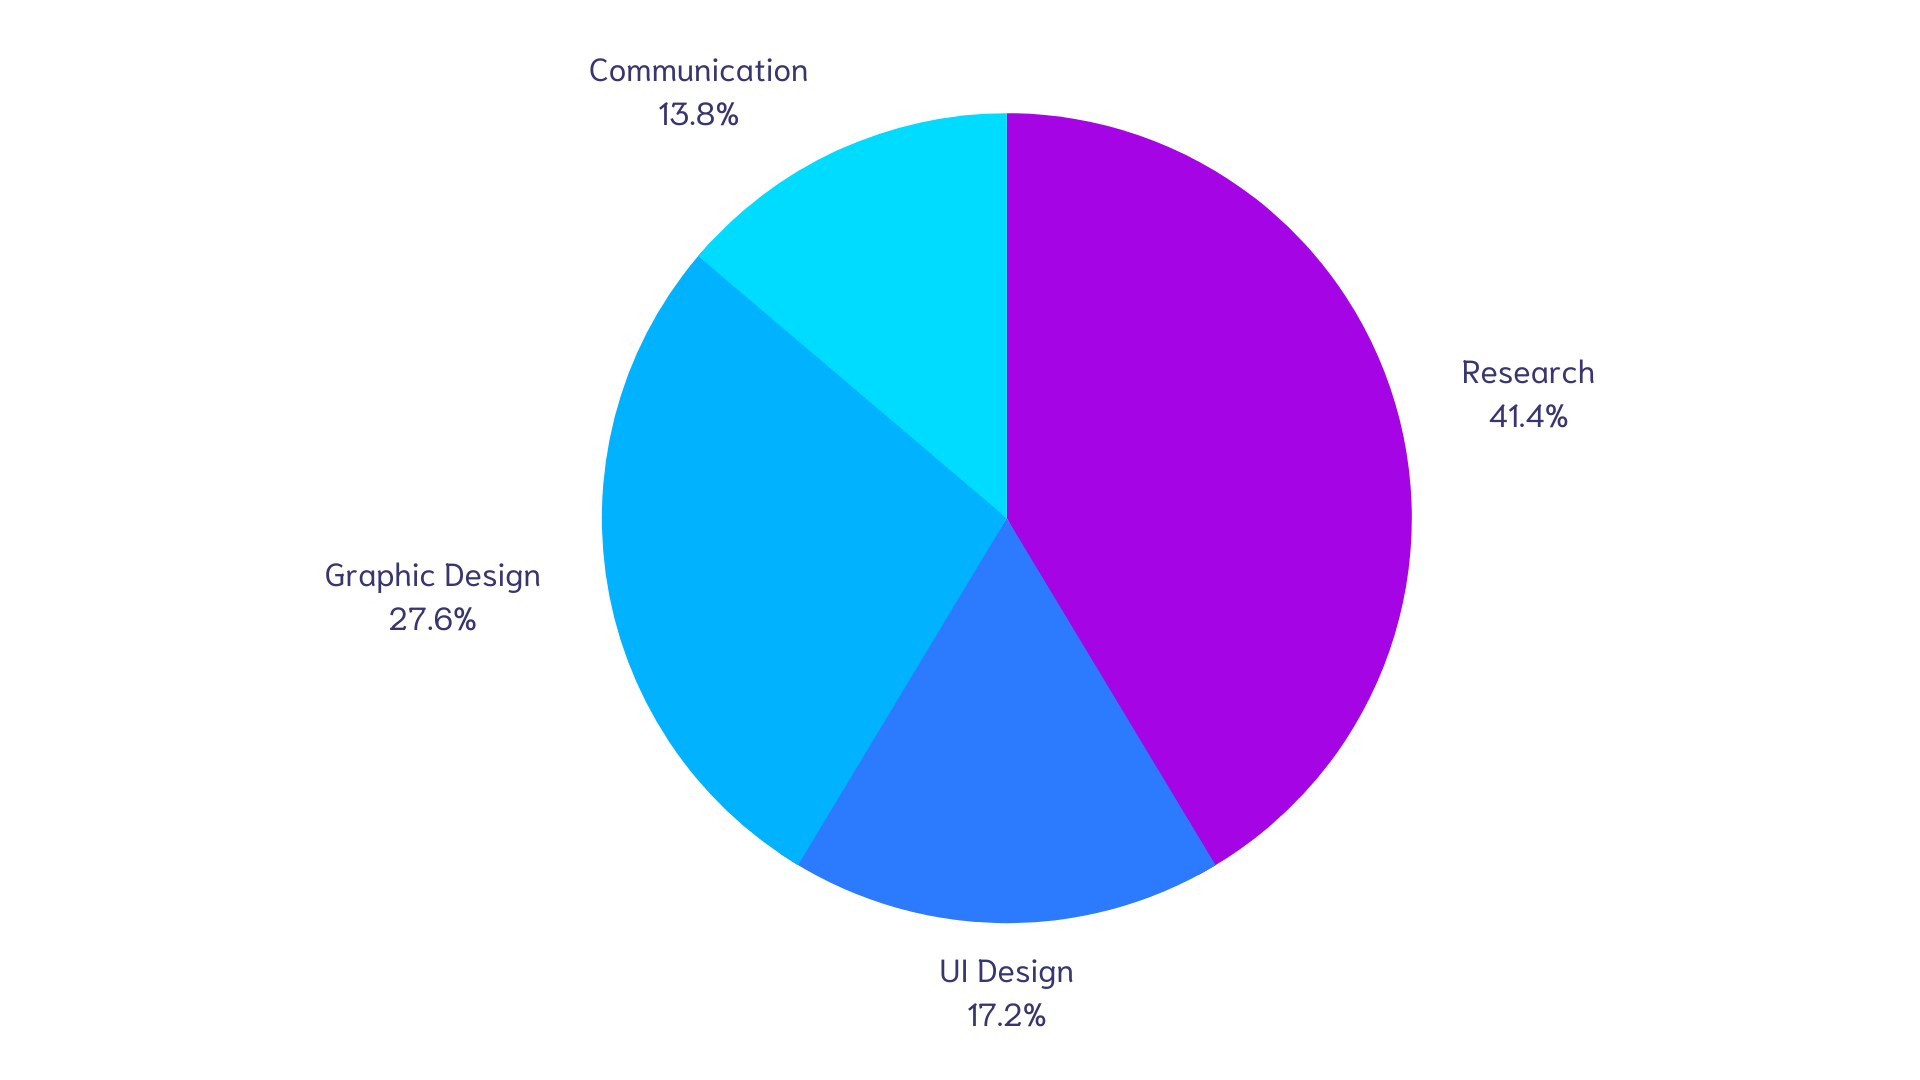 Communication
13.8%
Research
41.4%
Graphic Design
27.6%
UI Design
17.2%